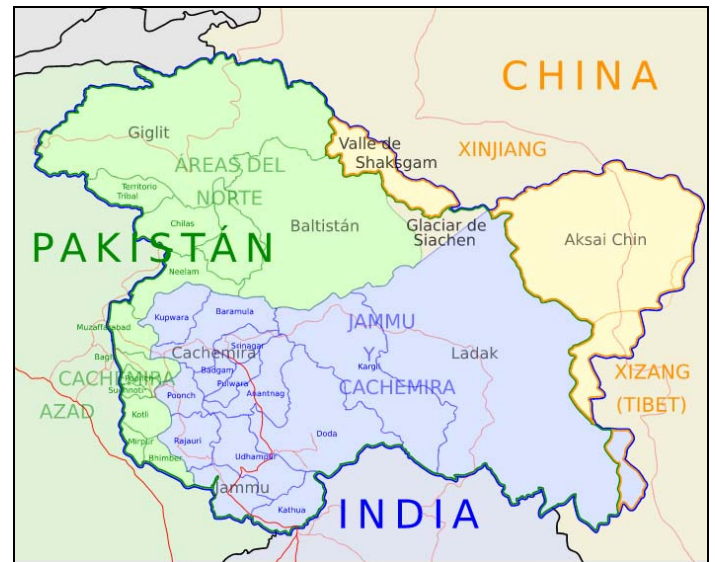 CHINA
Giglit
Valle de
Shaksgam
XINJIANG
ÁREAS DEL
NORTE
Territorio
Tribal
Chilas
Baltistán
Glaciar de
Siachen
Aksai Chin
PAKISTÁN
Neelam
Kupwara
Baramula
JAMMU
Y
CACHEMIRA
Muzaffarabad
Srinagar
Cachemira
Ladak
Bagh
Badgam
Kargil
Pulwara
XIZANG
(TIBET)
CACHEMIRA
AZAD
Poonch
Anantnag
Kotli
Mirpur
Rajauri
Doda
Bhimber
Udhampur
Jammu
Kathua
INDIA